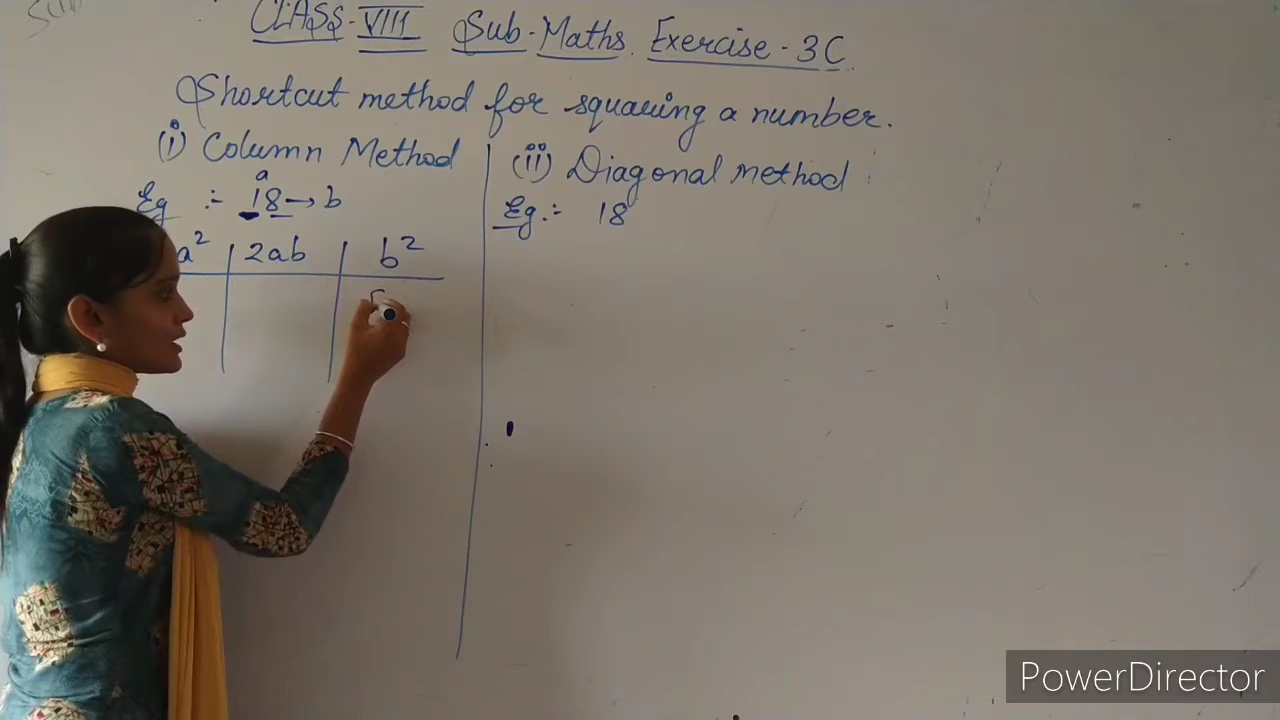 CLASS - VIII Sub - Maths Exercise - 3C
Shortcut method for squaring a number.
(i) Column Method
a
Eg :- 18 → b
a² 2ab b²
(ii) Diagonal method
Eg :- 18
PowerDirector